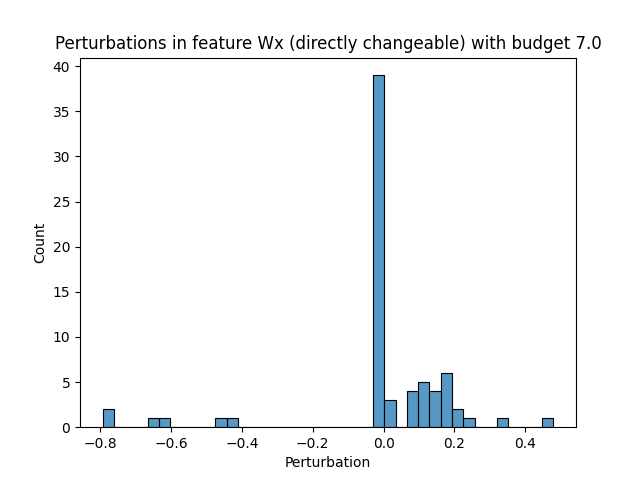 Perturbations in feature Wx (directly changeable) with budget 7.0
40
35
30
25
20
15
10
5
0
Count
−0.8 −0.6 −0.4 −0.2 0.0 0.2 0.4
Perturbation